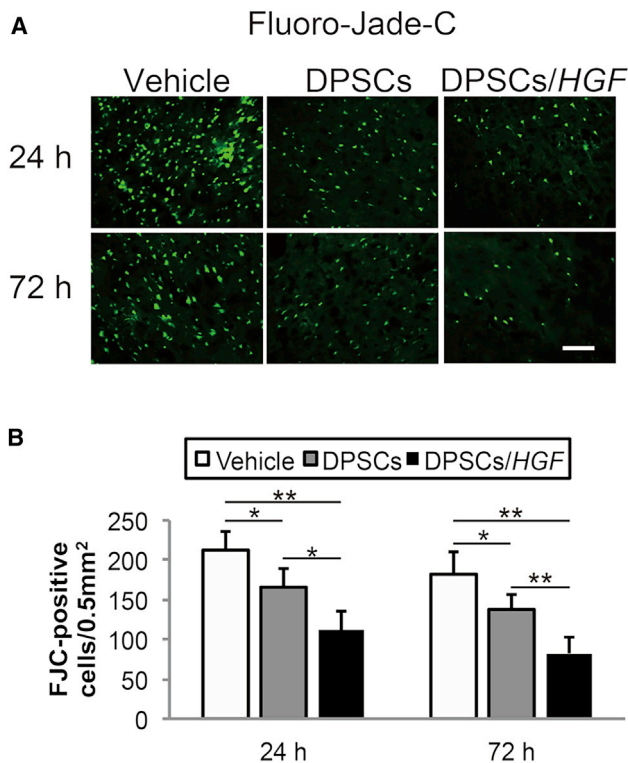 A
Fluoro-Jade-C
Vehicle DPSCs DPSCs/HGF
24 h
72 h
B
Vehicle DPSCs DPSCs/HGF
** **
* *
* **
FJC-positive
cells/0.5mm²
250
200
150
100
50
0
24 h 72 h